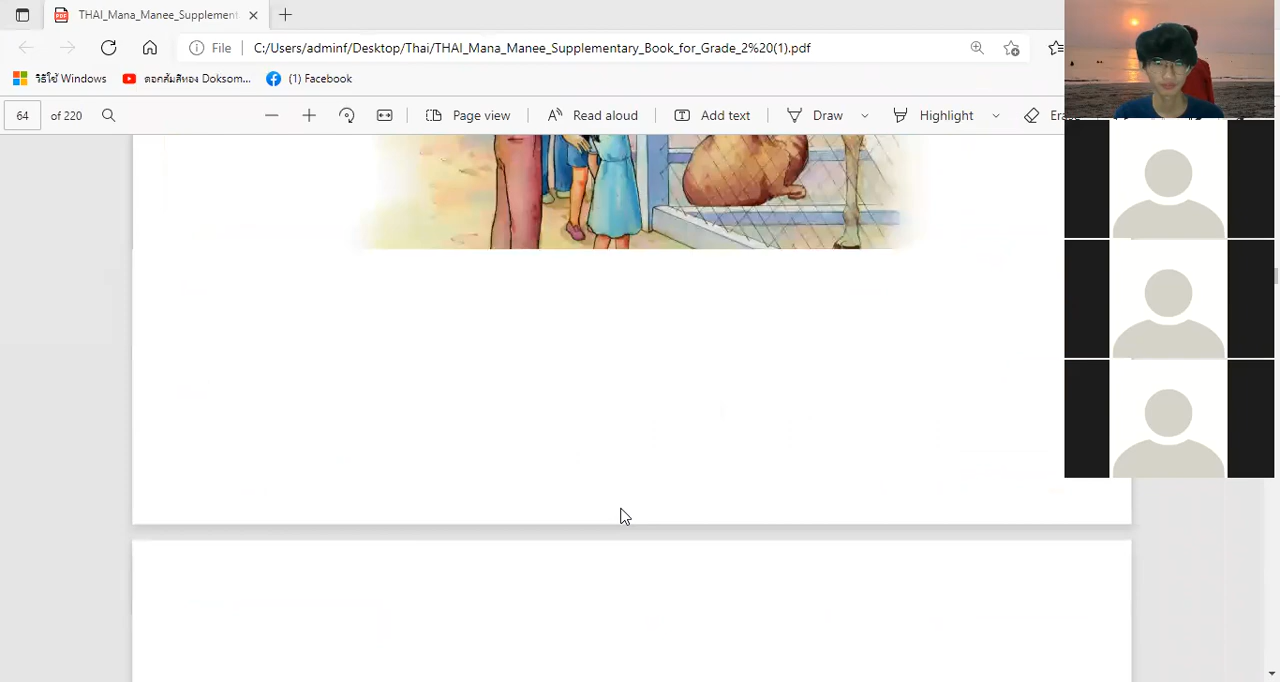 PDF THAI_Mana_Manee_Supplement
File C:/Users/adminf/Desktop/Thai/THAI_Mana_Manee_Supplementary_Book_for_Grade_2%20(1).pdf
วิธีใช้ Windows ดอกส้มสีทอง Doksom... (1) Facebook
64 of 220 Page view Read aloud Add text Draw Highlight Era